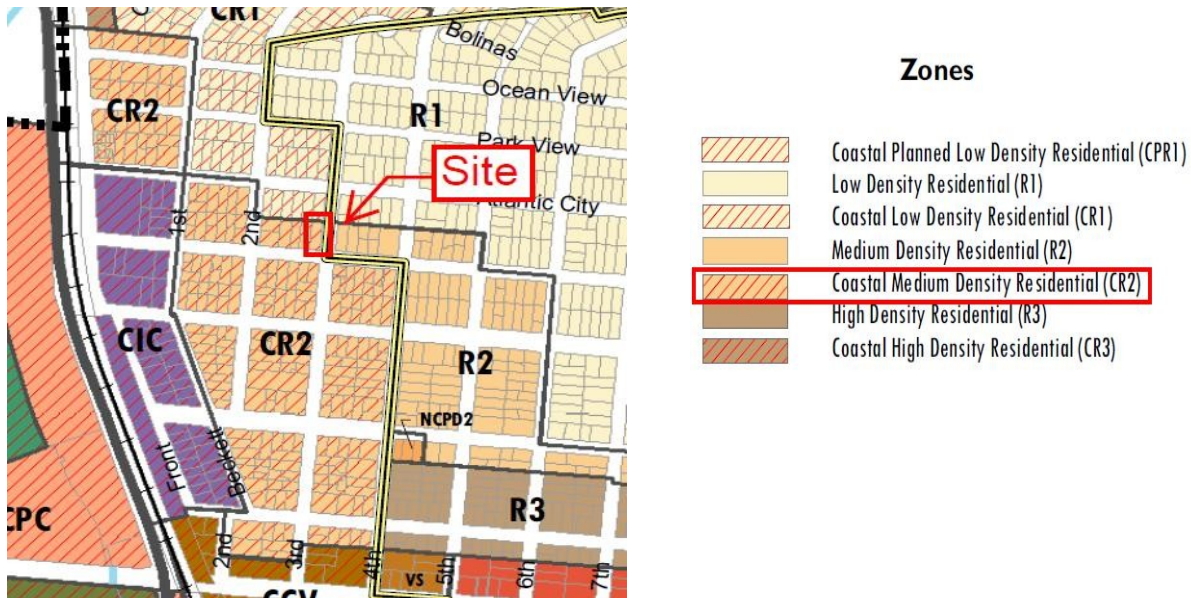 CR1
Bolinas
Ocean View
CR2
R1
Park View
Site
Atlantic City
1st
2nd
CIC
CR2
R2
NCPD2
Front
Beckett
R3
CPC
2nd
3rd
4th
5th
6th
7th
VS
CCV
Zones
Coastal Planned Low Density Residential (CPR1)
Low Density Residential (R1)
Coastal Low Density Residential (CR1)
Medium Density Residential (R2)
Coastal Medium Density Residential (CR2)
High Density Residential (R3)
Coastal High Density Residential (CR3)